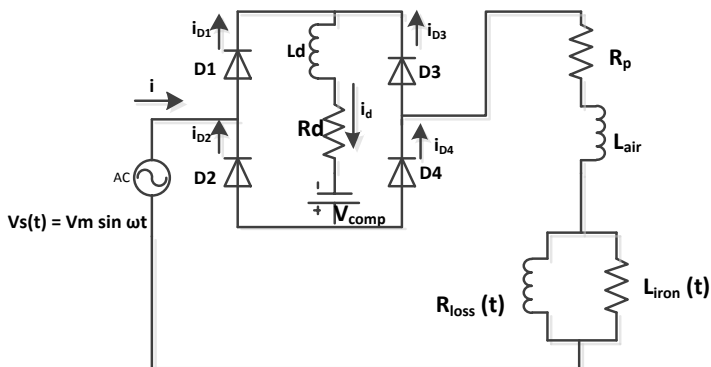 iD1
iD3
Ld
D1
D3
Rp
i
id
iD2
Rd
iD4
Lair
AC
D2
D4
-
+
Vcomp
Vs(t) = Vm sin ωt
Rloss (t)
Liron (t)